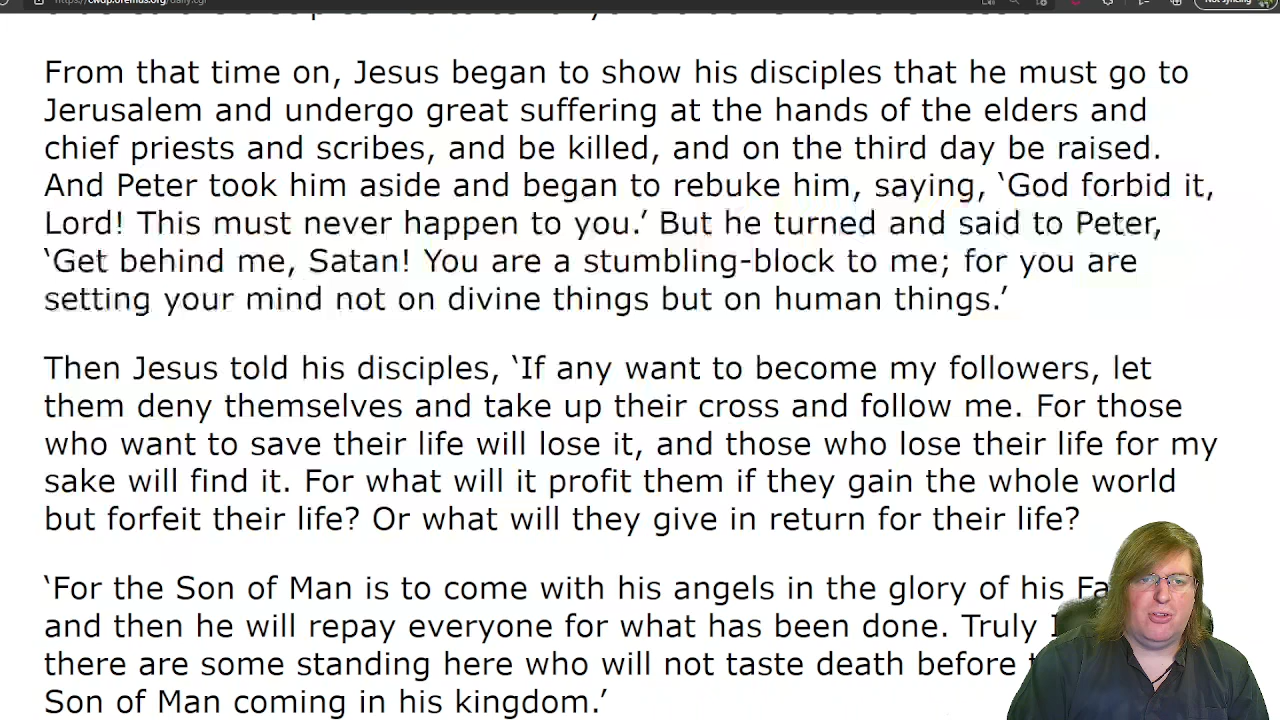 https://cwdp.oremus.org/daily.cgi
Not syncing
From that time on, Jesus began to show his disciples that he must go to
Jerusalem and undergo great suffering at the hands of the elders and
chief priests and scribes, and be killed, and on the third day be raised.
And Peter took him aside and began to rebuke him, saying, ‘God forbid it,
Lord! This must never happen to you.’ But he turned and said to Peter,
‘Get behind me, Satan! You are a stumbling-block to me; for you are
setting your mind not on divine things but on human things.’
Then Jesus told his disciples, ‘If any want to become my followers, let
them deny themselves and take up their cross and follow me. For those
who want to save their life will lose it, and those who lose their life for my
sake will find it. For what will it profit them if they gain the whole world
but forfeit their life? Or what will they give in return for their life?
‘For the Son of Man is to come with his angels in the glory of his
and then he will repay everyone for what has been done. Truly
there are some standing here who will not taste death before
Son of Man coming in his kingdom.’